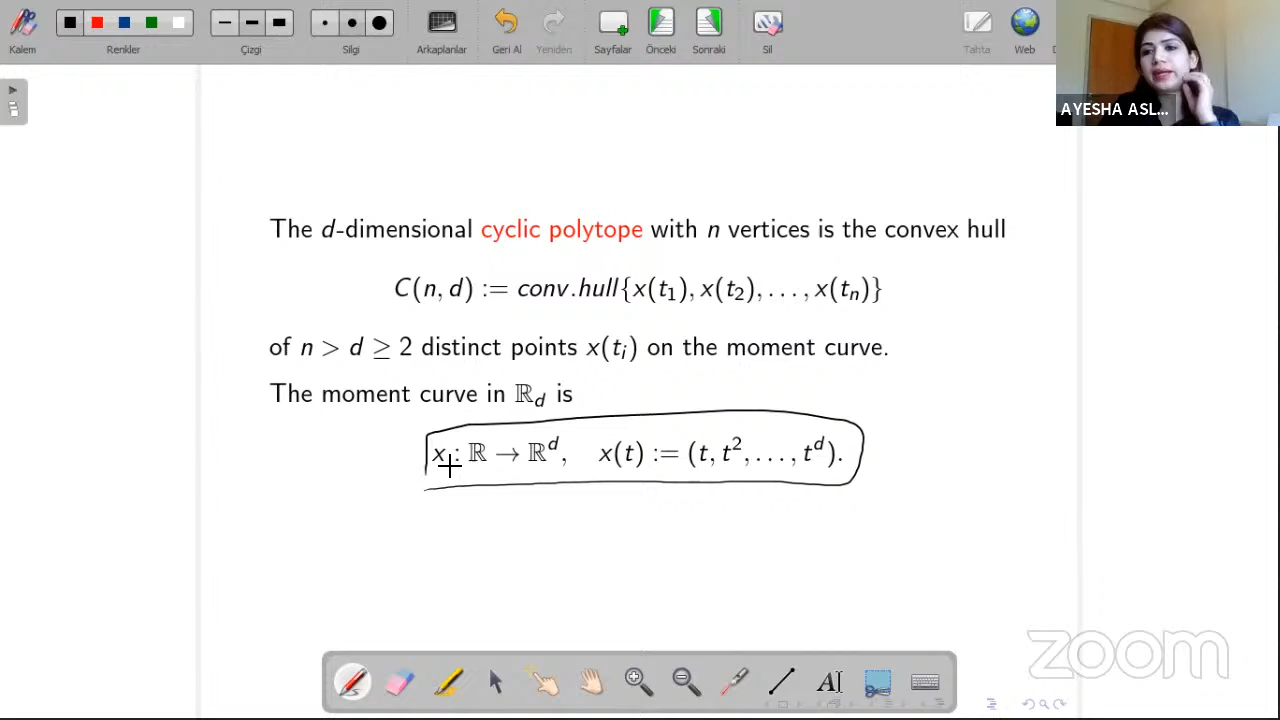 Kalem
Renkler
Çizgi
Silgi
Arkaplanlar
Geri Al
Yeniden
Sayfalar
Önceki
Sonraki
Sil
Tahta
Web
AYESHA ASL...
The d-dimensional cyclic polytope with n vertices is the convex hull
C(n, d) := conv.hull{x(t₁), x(t₂), . . . , x(tₙ)}
of n > d ≥ 2 distinct points x(tᵢ) on the moment curve.
The moment curve in ℝ_d is
x : ℝ → ℝᵈ, x(t) := (t, t², . . . , tᵈ).
zoom